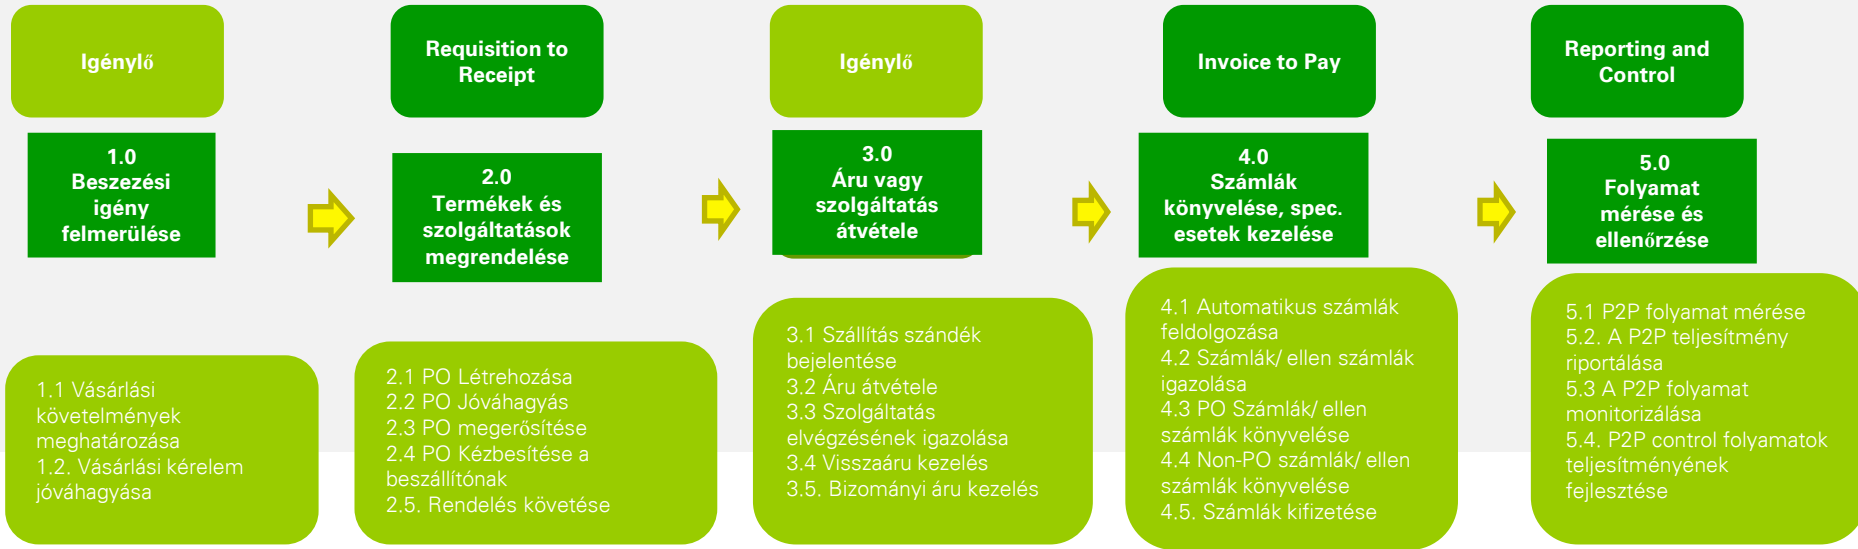 Igénylő
Requisition to
Receipt
Igénylő
Invoice to Pay
Reporting and
Control
1.0
Beszezési
igény
felmerülése
2.0
Termékek és
szolgáltatások
megrendelése
3.0
Áru vagy
szolgáltatás
átvétele
4.0
Számlák
könyvelése, spec.
esetek kezelése
5.0
Folyamat
mérése és
ellenőrzése
1.1 Vásárlási
követelmények
meghatározása
1.2. Vásárlási kérelem
jóváhagyása
2.1 PO Létrehozása
2.2 PO Jóváhagyás
2.3 PO megerősítése
2.4 PO Kézbesítése a
beszállítónak
2.5. Rendelés követése
3.1 Szállítás szándék
bejelentése
3.2 Áru átvétele
3.3 Szolgáltatás
elvégzésének igazolása
3.4 Visszaáru kezelés
3.5. Bizományi áru kezelés
4.1 Automatikus számlák
feldolgozása
4.2 Számlák/ ellen számlák
igazolása
4.3 PO Számlák/ ellen
számlák könyvelése
4.4 Non-PO számlák/ ellen
számlák könyvelése
4.5. Számlák kifizetése
5.1 P2P folyamat mérése
5.2. A P2P teljesítmény
riportálása
5.3 A P2P folyamat
monitorizálása
5.4. P2P control folyamatok
teljesítményének
fejlesztése